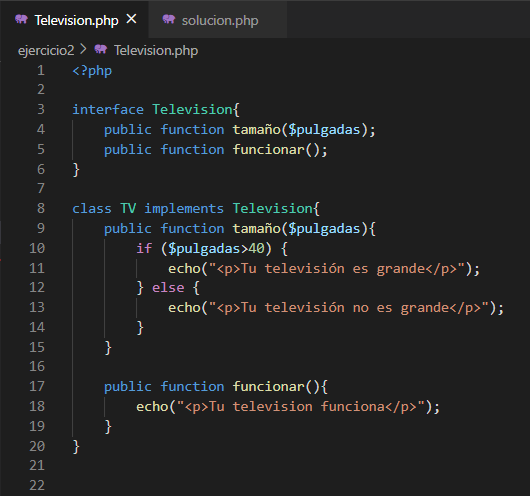 Television.php × solucion.php
ejercicio2 > Television.php
1 <?php
2
3 interface Television{
4 public function tamaño($pulgadas);
5 public function funcionar();
6 }
7
8 class TV implements Television{
9 public function tamaño($pulgadas){
10 if ($pulgadas>40) {
11 echo("<p>Tu televisión es grande</p>");
12 } else {
13 echo("<p>Tu televisión no es grande</p>");
14 }
15 }
16
17 public function funcionar(){
18 echo("<p>Tu television funciona</p>");
19 }
20 }
21
22